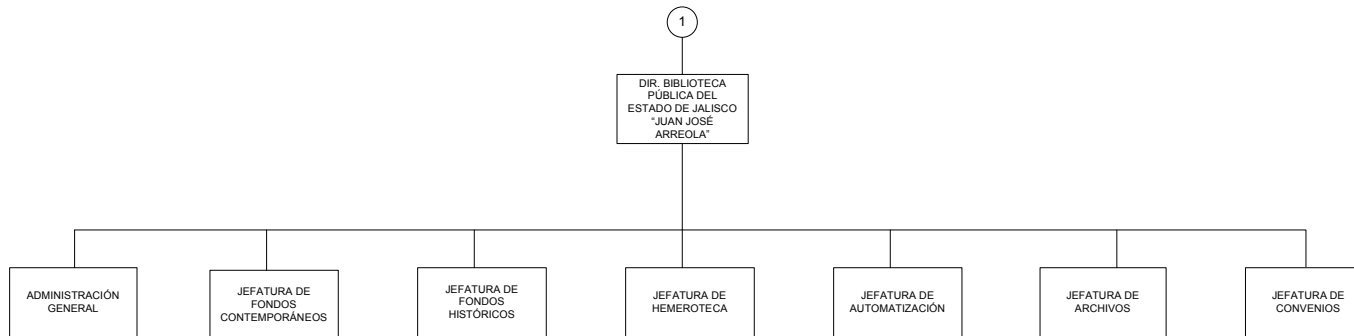 1
DIR. BIBLIOTECA
PÚBLICA DEL
ESTADO DE JALISCO
“JUAN JOSÉ
ARREOLA”
ADMINISTRACIÓN
GENERAL
JEFATURA DE
FONDOS
CONTEMPORÁNEOS
JEFATURA DE
FONDOS
HISTÓRICOS
JEFATURA DE
HEMEROTECA
JEFATURA DE
AUTOMATIZACIÓN
JEFATURA DE
ARCHIVOS
JEFATURA DE
CONVENIOS